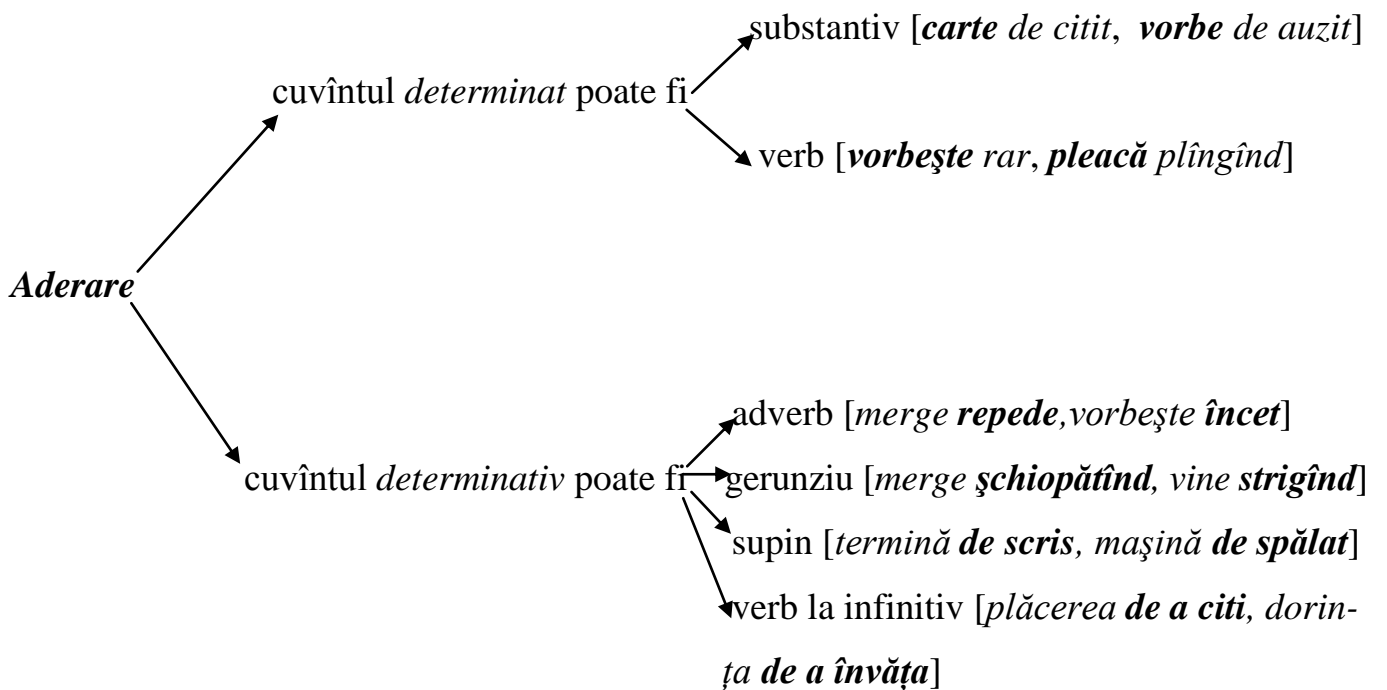 substantiv [carte de citit, vorbe de auzit]
cuvîntul determinat poate fi
verb [vorbeşte rar, pleacă plîngînd]
Aderare
adverb [merge repede,vorbeşte încet]
cuvîntul determinativ poate fi
gerunziu [merge şchiopătînd, vine strigînd]
supin [termină de scris, maşină de spălat]
verb la infinitiv [plăcerea de a citi, dorin-
ța de a învăța]